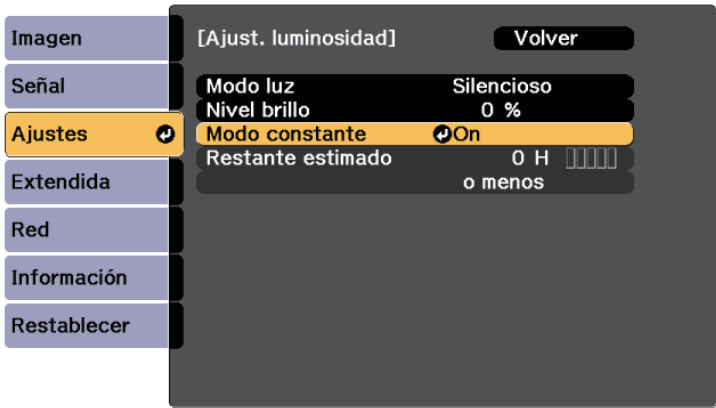 Imagen
Señal
Ajustes
Extendida
Red
Información
Restablecer
[Ajust. luminosidad] Volver
Modo luz Silencioso
Nivel brillo 0 %
Modo constante On
Restante estimado 0 H
o menos